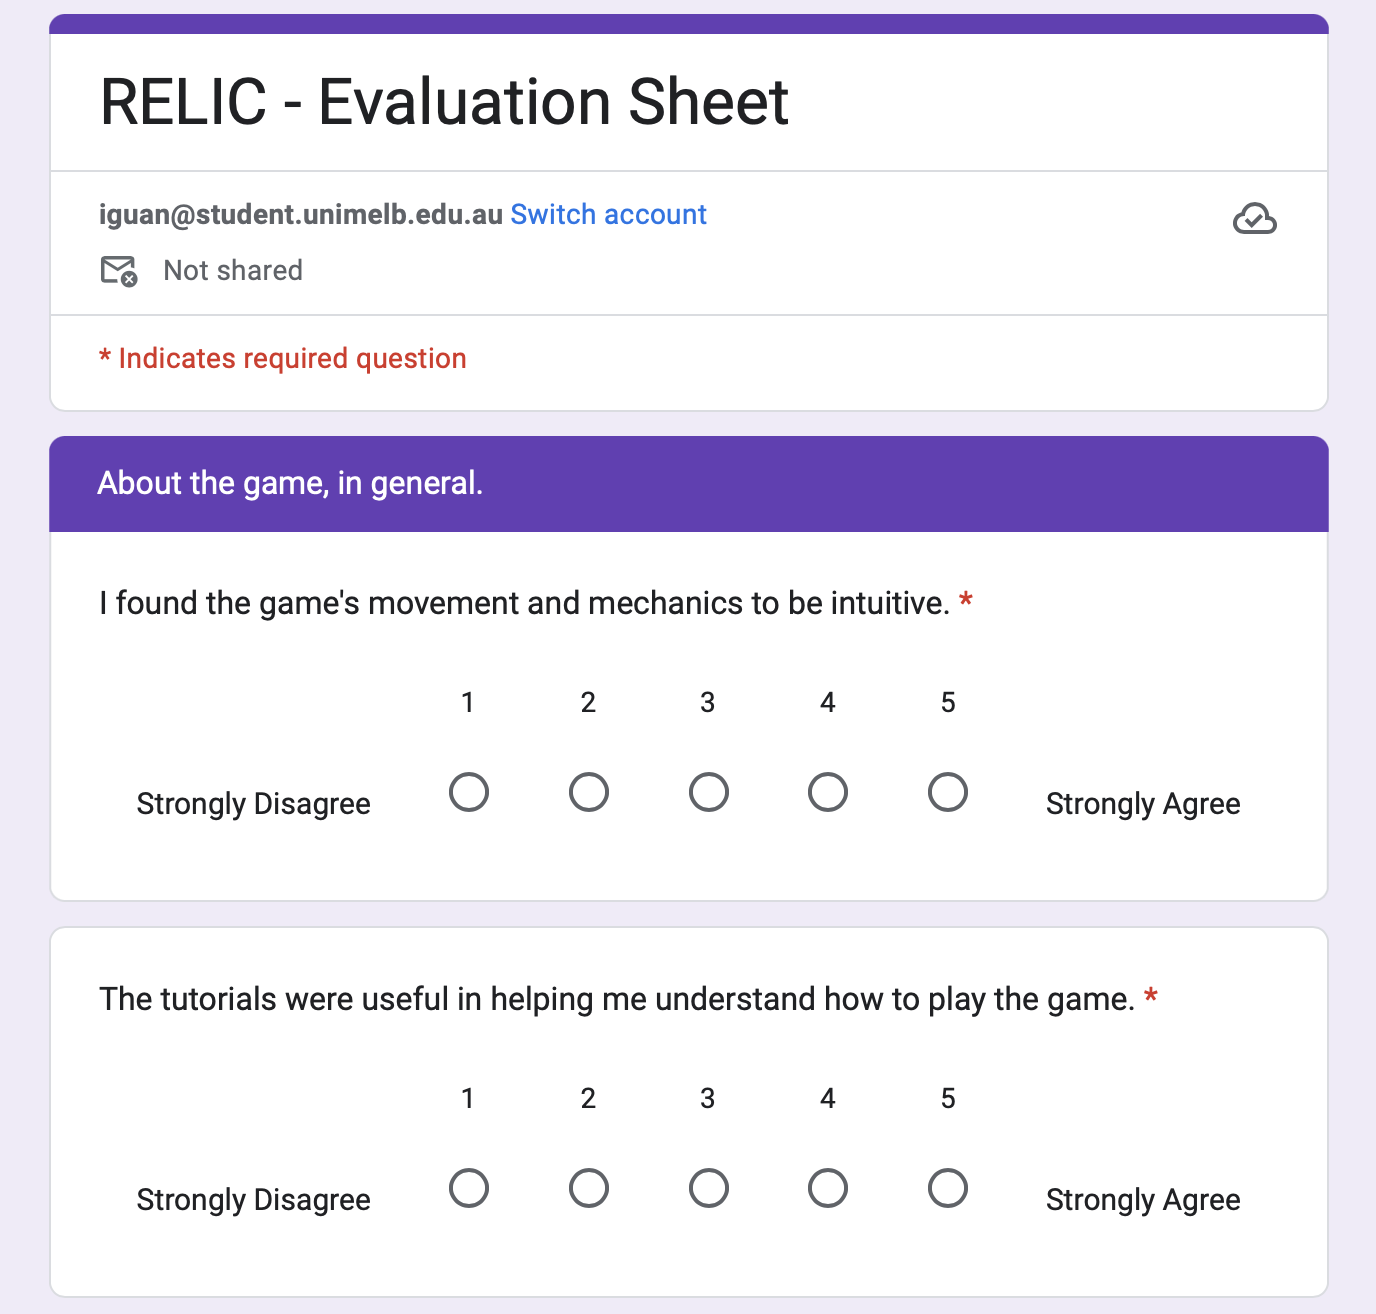 RELIC - Evaluation Sheet
iguan@student.unimelb.edu.au Switch account
Not shared
* Indicates required question
About the game, in general.
I found the game's movement and mechanics to be intuitive. *
1 2 3 4 5
Strongly Disagree Strongly Agree
The tutorials were useful in helping me understand how to play the game. *
1 2 3 4 5
Strongly Disagree Strongly Agree